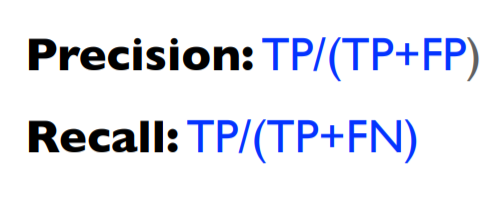 Precision: TP/(TP+FP)
Recall: TP/(TP+FN)